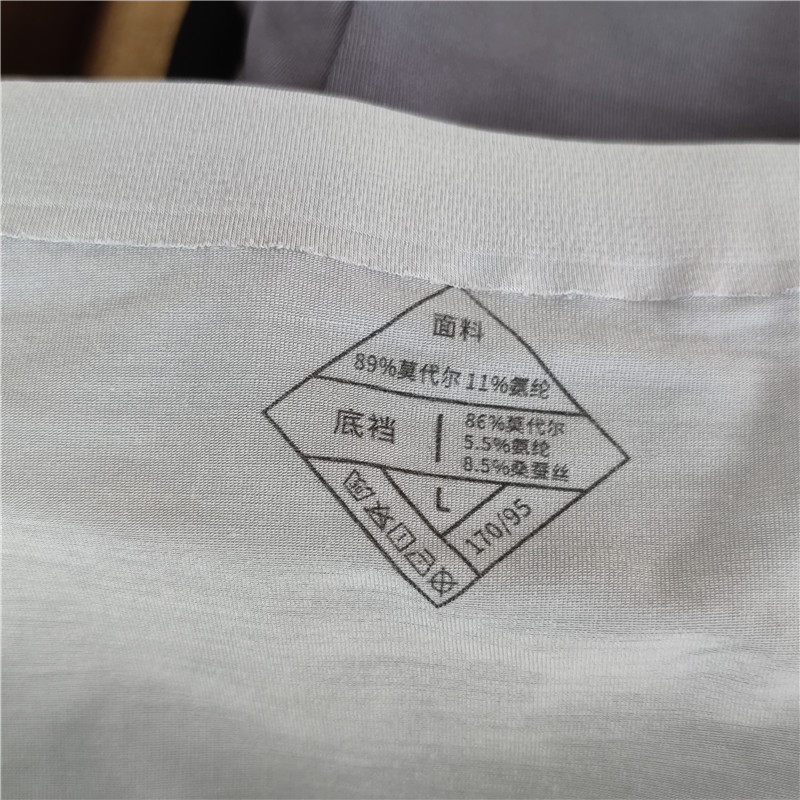 面料
89%莫代尔 11%氨纶
底裆
86%莫代尔
5.5%氨纶
8.5%桑蚕丝
L
170/95